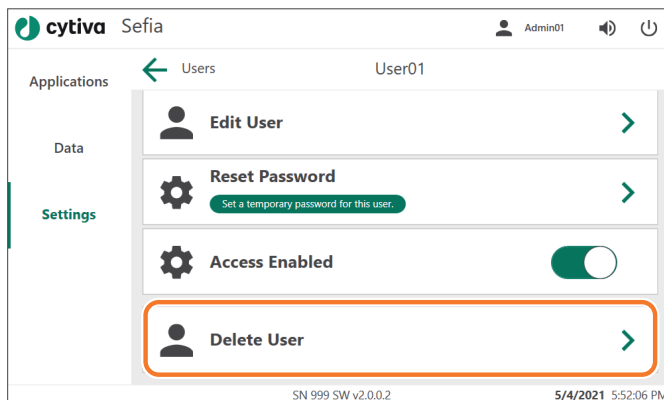 cytiva Sefia Admin01
Applications
Data
Settings
Users User01
Edit User
Reset Password
Set a temporary password for this user.
Access Enabled
Delete User
SN 999 SW v2.0.0.2 5/4/2021 5:52:06 PM